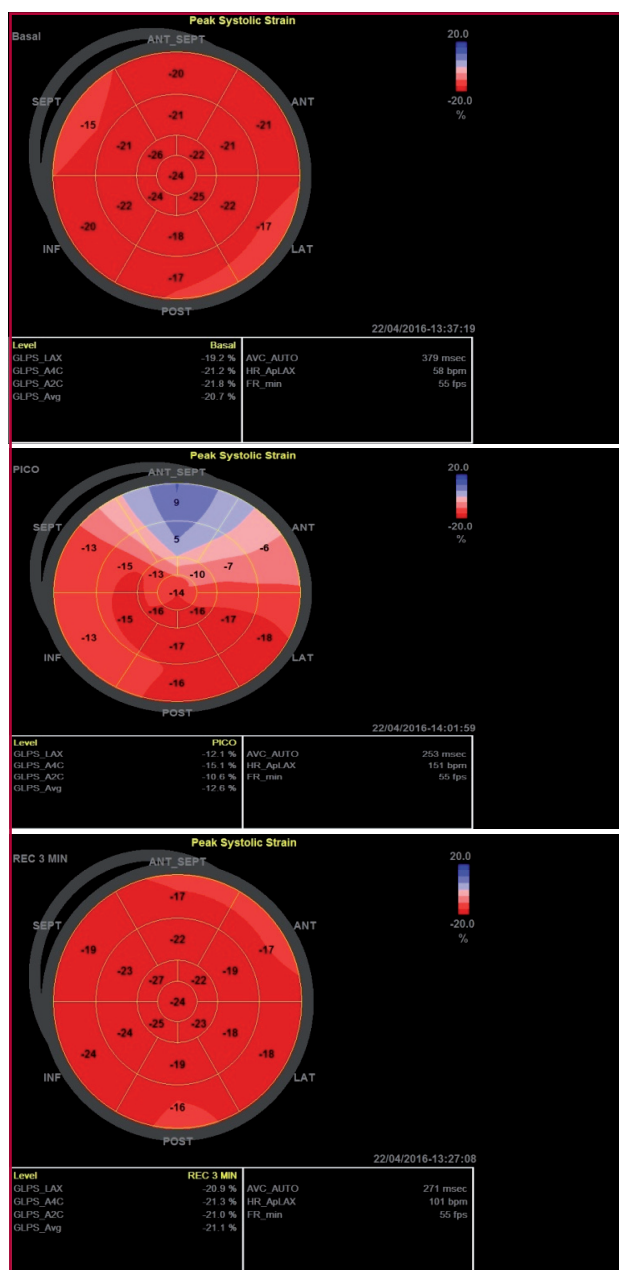 Peak Systolic Strain
Basal
ANT_SEPT
20.0
-20.0
%
SEPT
ANT
-20
-15
-21
-21
-21
-21
-26
-22
-24
-24
-25
-22
-22
-20
-17
-18
-17
INF
LAT
POST
22/04/2016-13:37:19
Level Basal
GLPS_LAX -19.2 % AVC_AUTO 379 msec
GLPS_A4C -21.2 % HR_ApLAX 58 bpm
GLPS_A2C -21.8 % FR_min 55 fps
GLPS_Avg -20.7 %
Peak Systolic Strain
PICO
ANT_SEPT
20.0
-20.0
%
SEPT
ANT
9
5
-13
-6
-15
-7
-13
-10
-14
-16
-16
-15
-17
-13
-18
-17
-16
INF
LAT
POST
22/04/2016-14:01:59
Level PICO
GLPS_LAX -12.1 % AVC_AUTO 253 msec
GLPS_A4C -15.1 % HR_ApLAX 151 bpm
GLPS_A2C -10.6 % FR_min 55 fps
GLPS_Avg -12.6 %
Peak Systolic Strain
REC 3 MIN
ANT_SEPT
20.0
-20.0
%
SEPT
ANT
-17
-22
-19
-17
-23
-19
-27
-22
-24
-25
-23
-24
-18
-24
-18
-19
-16
INF
LAT
POST
22/04/2016-13:27:08
Level REC 3 MIN
GLPS_LAX -20.9 % AVC_AUTO 271 msec
GLPS_A4C -21.3 % HR_ApLAX 101 bpm
GLPS_A2C -21.0 % FR_min 55 fps
GLPS_Avg -21.1 %